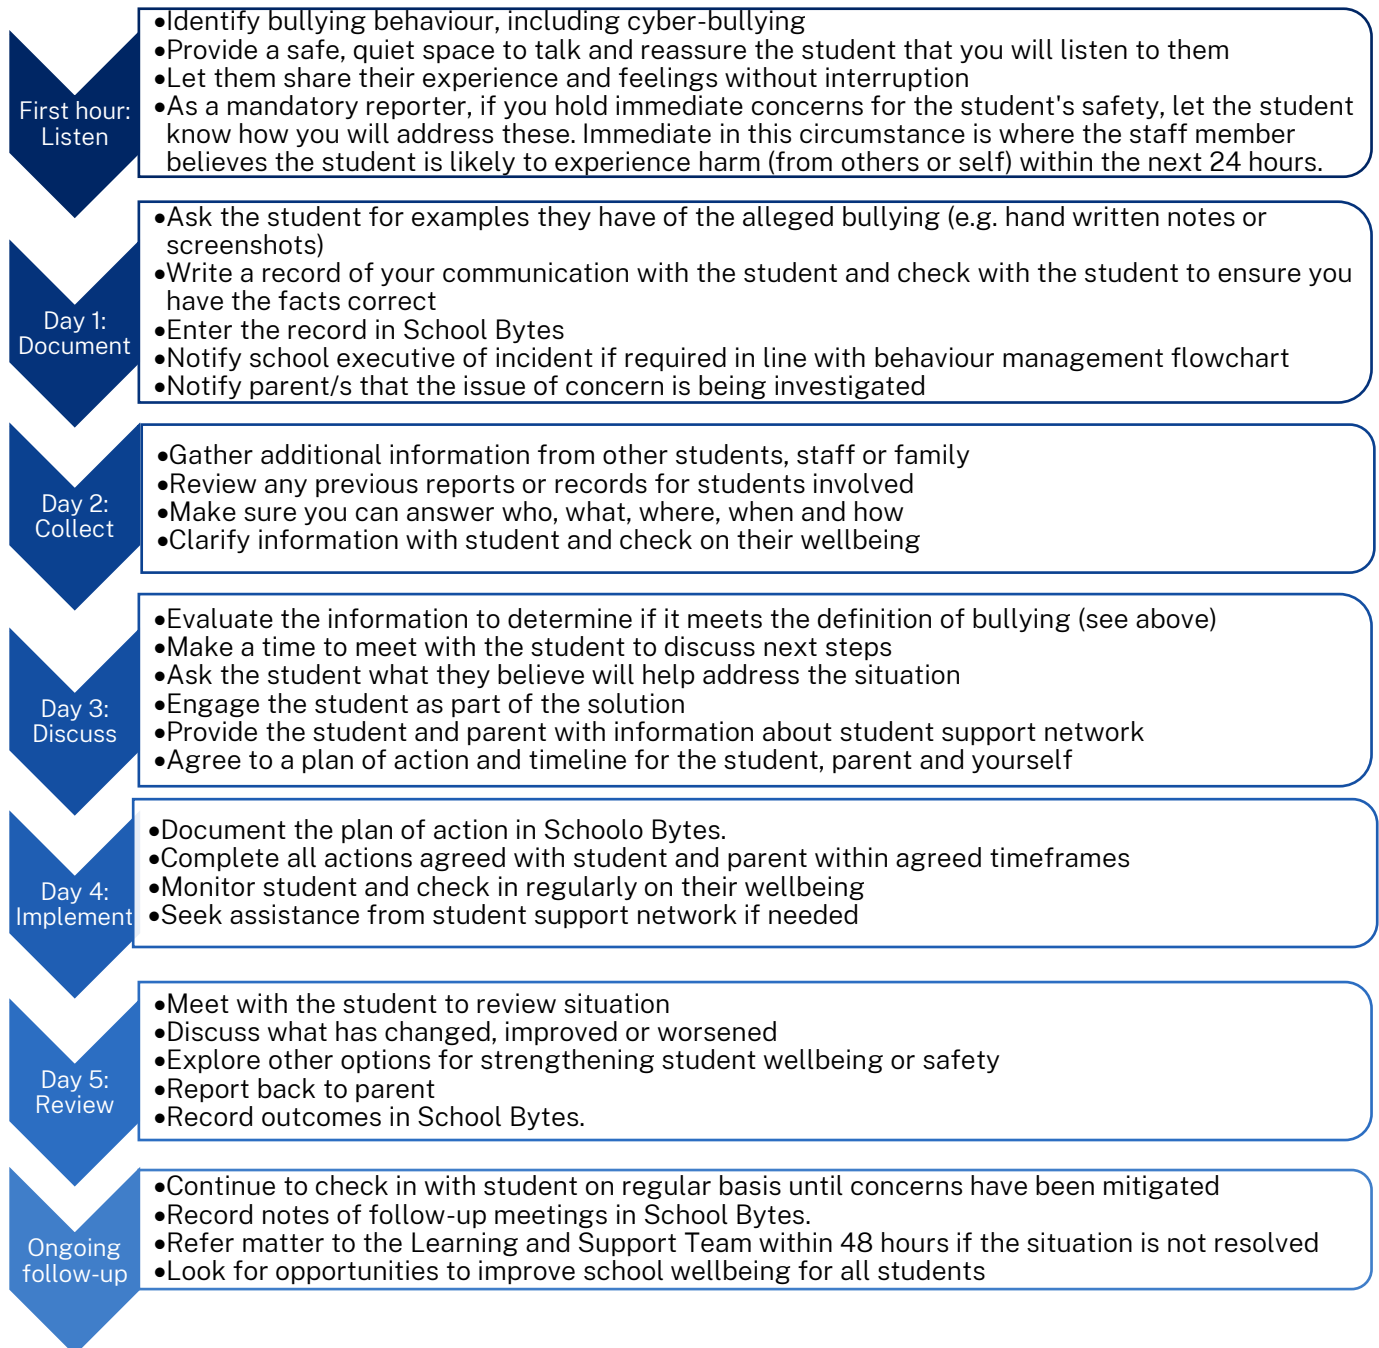 First hour:
Listen
•Identify bullying behaviour, including cyber-bullying
•Provide a safe, quiet space to talk and reassure the student that you will listen to them
•Let them share their experience and feelings without interruption
•As a mandatory reporter, if you hold immediate concerns for the student's safety, let the student
know how you will address these. Immediate in this circumstance is where the staff member
believes the student is likely to experience harm (from others or self) within the next 24 hours.
Day 1:
Document
•Ask the student for examples they have of the alleged bullying (e.g. hand written notes or
screenshots)
•Write a record of your communication with the student and check with the student to ensure you
have the facts correct
•Enter the record in School Bytes
•Notify school executive of incident if required in line with behaviour management flowchart
•Notify parent/s that the issue of concern is being investigated
Day 2:
Collect
•Gather additional information from other students, staff or family
•Review any previous reports or records for students involved
•Make sure you can answer who, what, where, when and how
•Clarify information with student and check on their wellbeing
Day 3:
Discuss
•Evaluate the information to determine if it meets the definition of bullying (see above)
•Make a time to meet with the student to discuss next steps
•Ask the student what they believe will help address the situation
•Engage the student as part of the solution
•Provide the student and parent with information about student support network
•Agree to a plan of action and timeline for the student, parent and yourself
Day 4:
Implement
•Document the plan of action in Schoolo Bytes.
•Complete all actions agreed with student and parent within agreed timeframes
•Monitor student and check in regularly on their wellbeing
•Seek assistance from student support network if needed
Day 5:
Review
•Meet with the student to review situation
•Discuss what has changed, improved or worsened
•Explore other options for strengthening student wellbeing or safety
•Report back to parent
•Record outcomes in School Bytes.
Ongoing
follow-up
•Continue to check in with student on regular basis until concerns have been mitigated
•Record notes of follow-up meetings in School Bytes.
•Refer matter to the Learning and Support Team within 48 hours if the situation is not resolved
•Look for opportunities to improve school wellbeing for all students